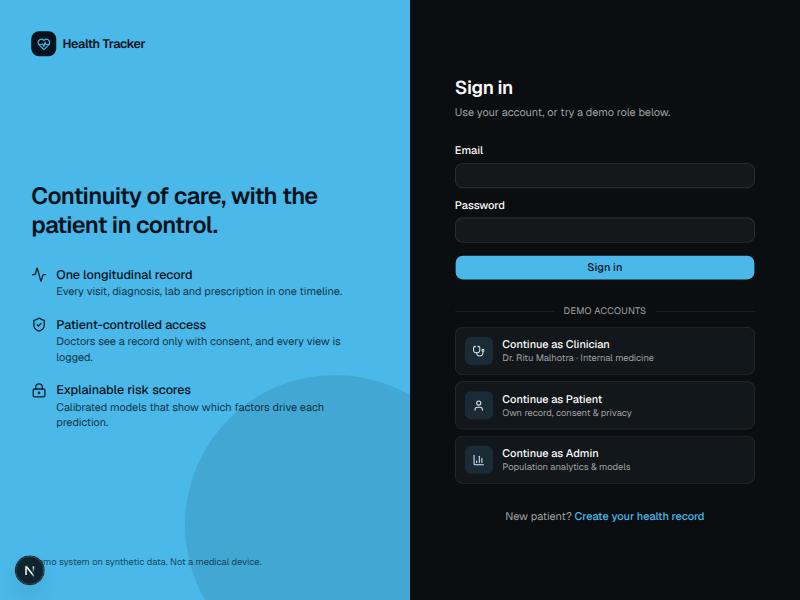 Health Tracker
Continuity of care, with the
patient in control.
One longitudinal record
Every visit, diagnosis, lab and prescription in one timeline.
Patient-controlled access
Doctors see a record only with consent, and every view is
logged.
Explainable risk scores
Calibrated models that show which factors drive each
prediction.
N
mo system on synthetic data. Not a medical device.
Sign in
Use your account, or try a demo role below.
Email
Password
Sign in
DEMO ACCOUNTS
Continue as Clinician
Dr. Ritu Malhotra · Internal medicine
Continue as Patient
Own record, consent & privacy
Continue as Admin
Population analytics & models
New patient? Create your health record